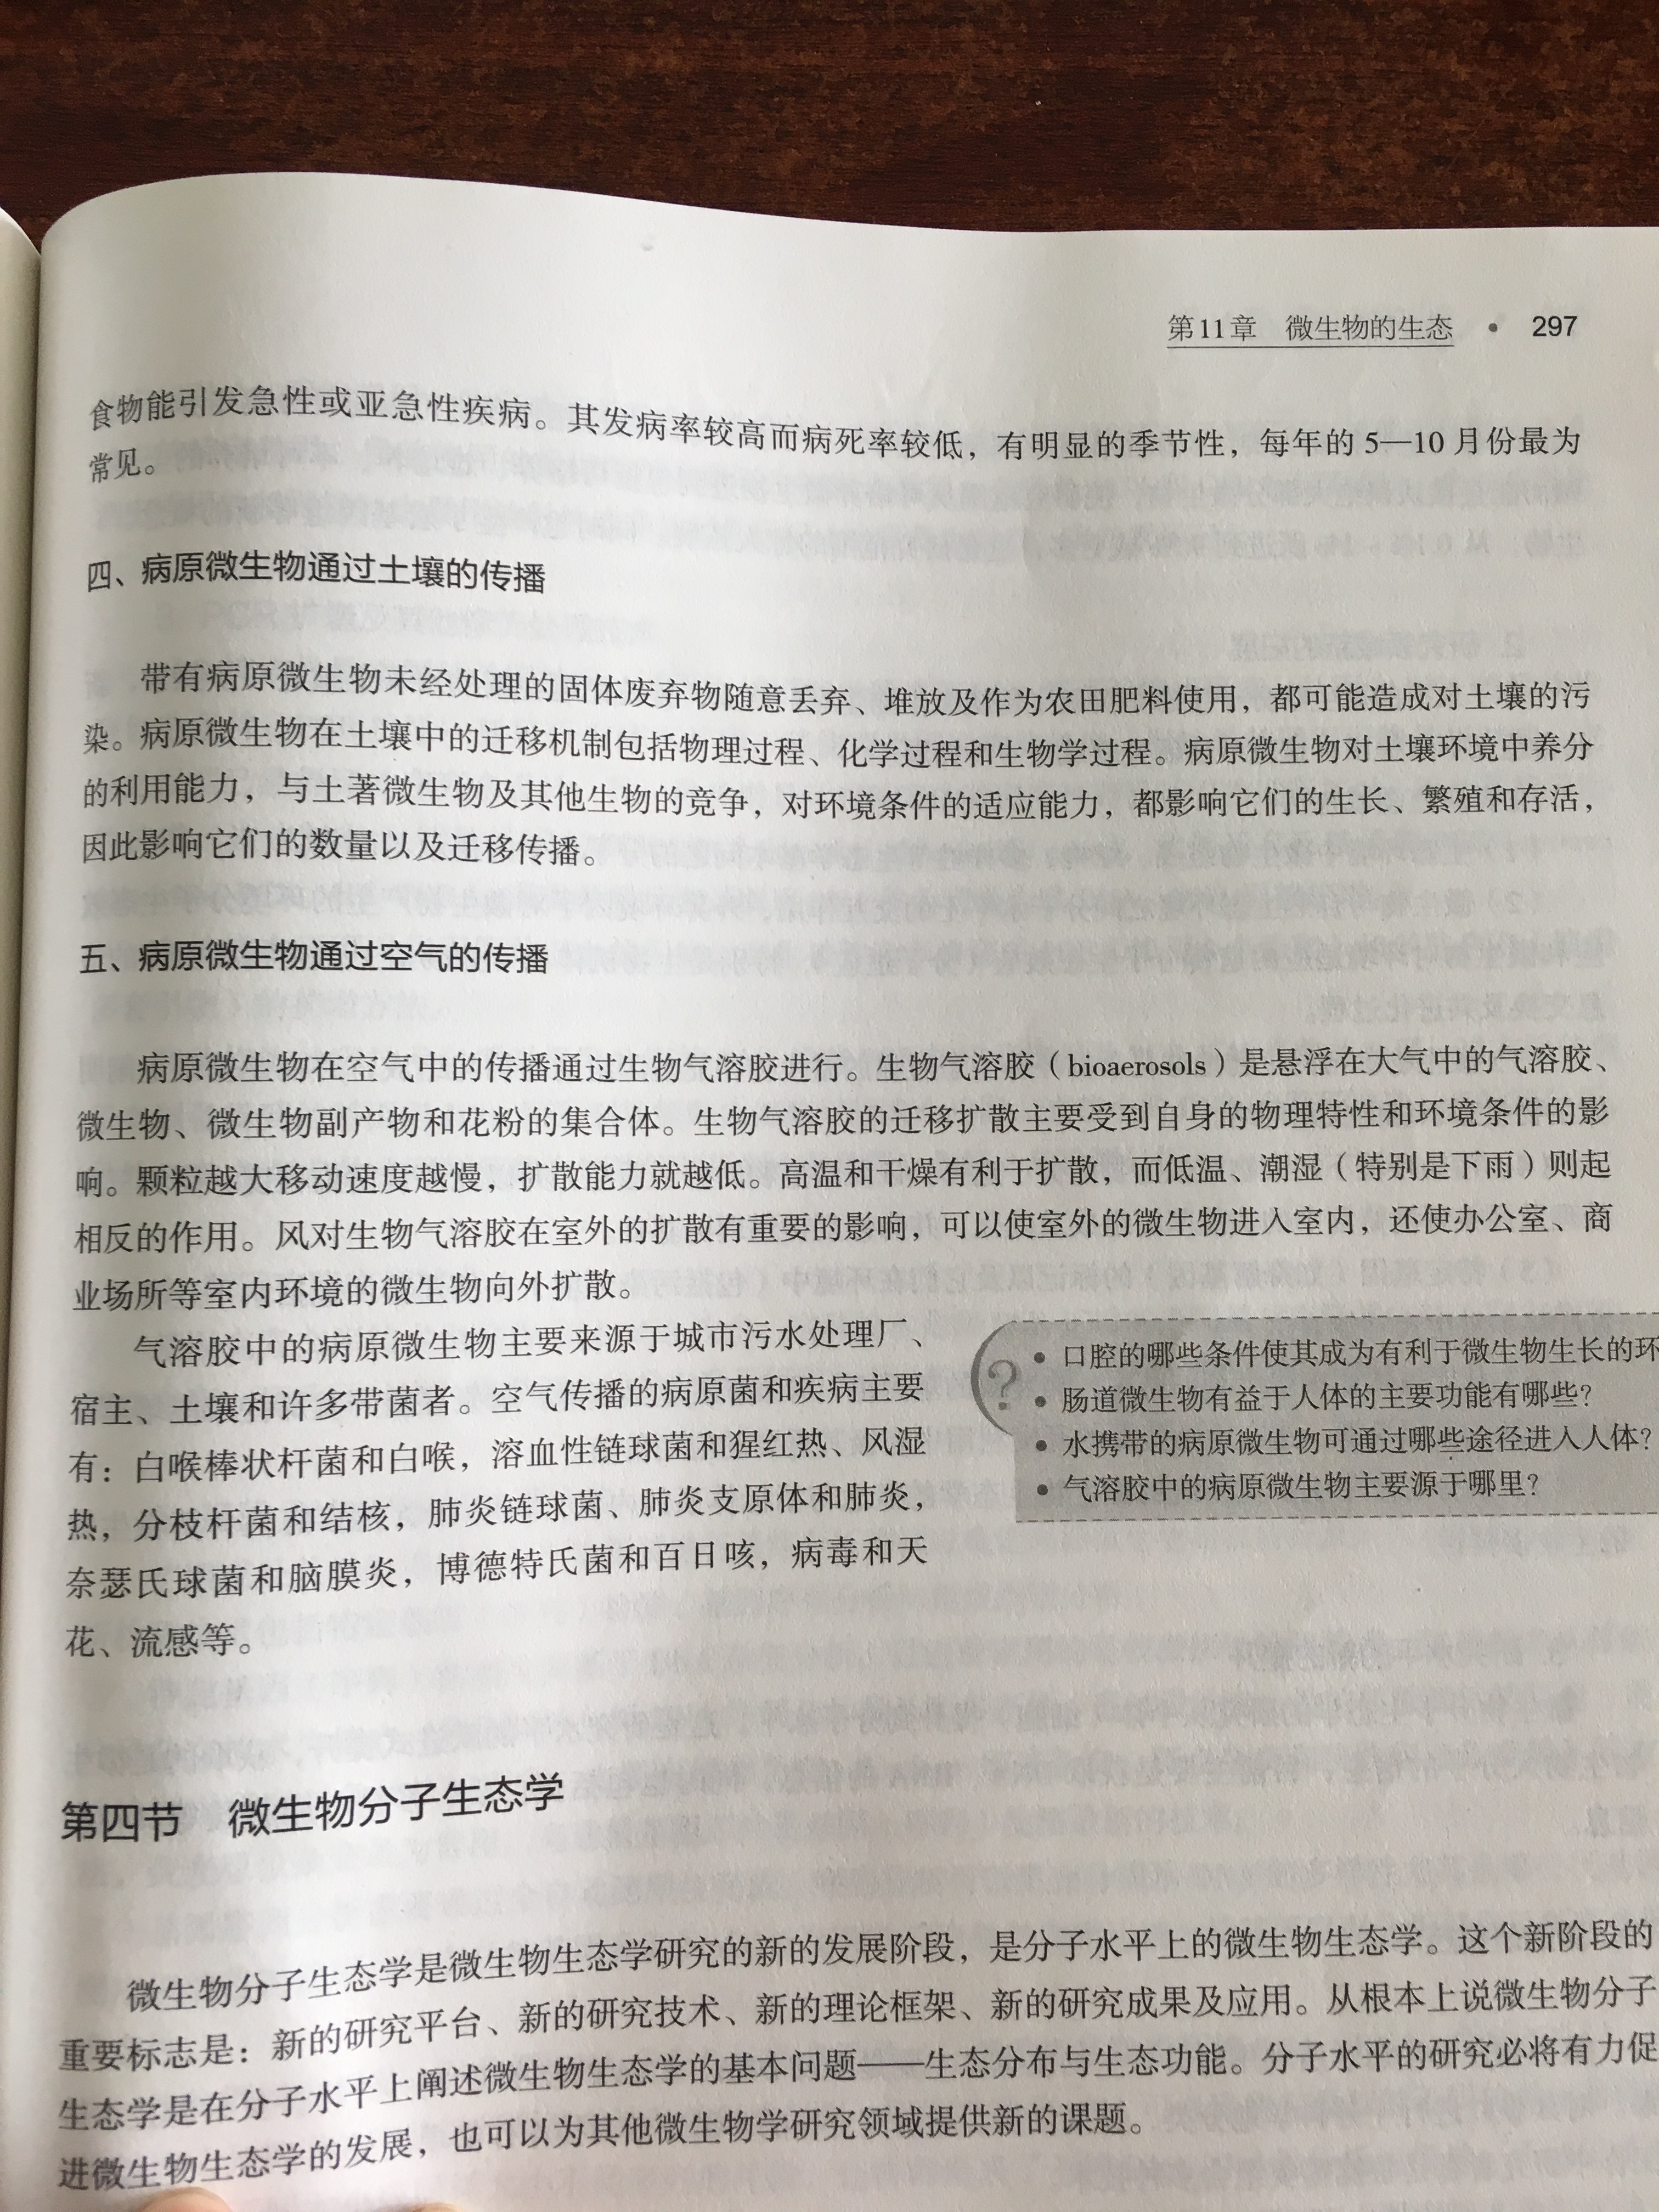 第11章　微生物的生态 • 297
食物能引发急性或亚急性疾病。其发病率较高而病死率较低，有明显的季节性，每年的 5—10 月份最为
常见。
四、病原微生物通过土壤的传播
带有病原微生物未经处理的固体废弃物随意丢弃、堆放及作为农田肥料使用，都可能造成对土壤的污
染。病原微生物在土壤中的迁移机制包括物理过程、化学过程和生物学过程。病原微生物对土壤环境中养分
的利用能力，与土著微生物及其他生物的竞争，对环境条件的适应能力，都影响它们的生长、繁殖和存活，
因此影响它们的数量以及迁移传播。
五、病原微生物通过空气的传播
病原微生物在空气中的传播通过生物气溶胶进行。生物气溶胶（bioaerosols）是悬浮在大气中的气溶胶、
微生物、微生物副产物和花粉的集合体。生物气溶胶的迁移扩散主要受到自身的物理特性和环境条件的影
响。颗粒越大移动速度越慢，扩散能力就越低。高温和干燥有利于扩散，而低温、潮湿（特别是下雨）则起
相反的作用。风对生物气溶胶在室外的扩散有重要的影响，可以使室外的微生物进入室内，还使办公室、商
业场所等室内环境的微生物向外扩散。
气溶胶中的病原微生物主要来源于城市污水处理厂、
宿主、土壤和许多带菌者。空气传播的病原菌和疾病主要
有：白喉棒状杆菌和白喉，溶血性链球菌和猩红热、风湿
热，分枝杆菌和结核，肺炎链球菌、肺炎支原体和肺炎，
奈瑟氏球菌和脑膜炎，博德特氏菌和百日咳，病毒和天
花、流感等。
?
• 口腔的哪些条件使其成为有利于微生物生长的环
• 肠道微生物有益于人体的主要功能有哪些？
• 水携带的病原微生物可通过哪些途径进入人体？
• 气溶胶中的病原微生物主要源于哪里？
第四节　微生物分子生态学
微生物分子生态学是微生物生态学研究的新的发展阶段，是分子水平上的微生物生态学。这个新阶段的
重要标志是：新的研究平台、新的研究技术、新的理论框架、新的研究成果及应用。从根本上说微生物分子
生态学是在分子水平上阐述微生物生态学的基本问题——生态分布与生态功能。分子水平的研究必将有力促
进微生物生态学的发展，也可以为其他微生物学研究领域提供新的课题。